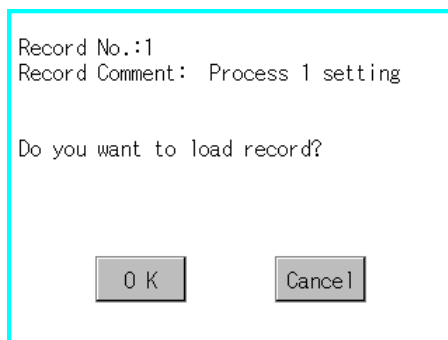 Record No.:1
Record Comment: Process 1 setting
Do you want to load record?
OK Cancel